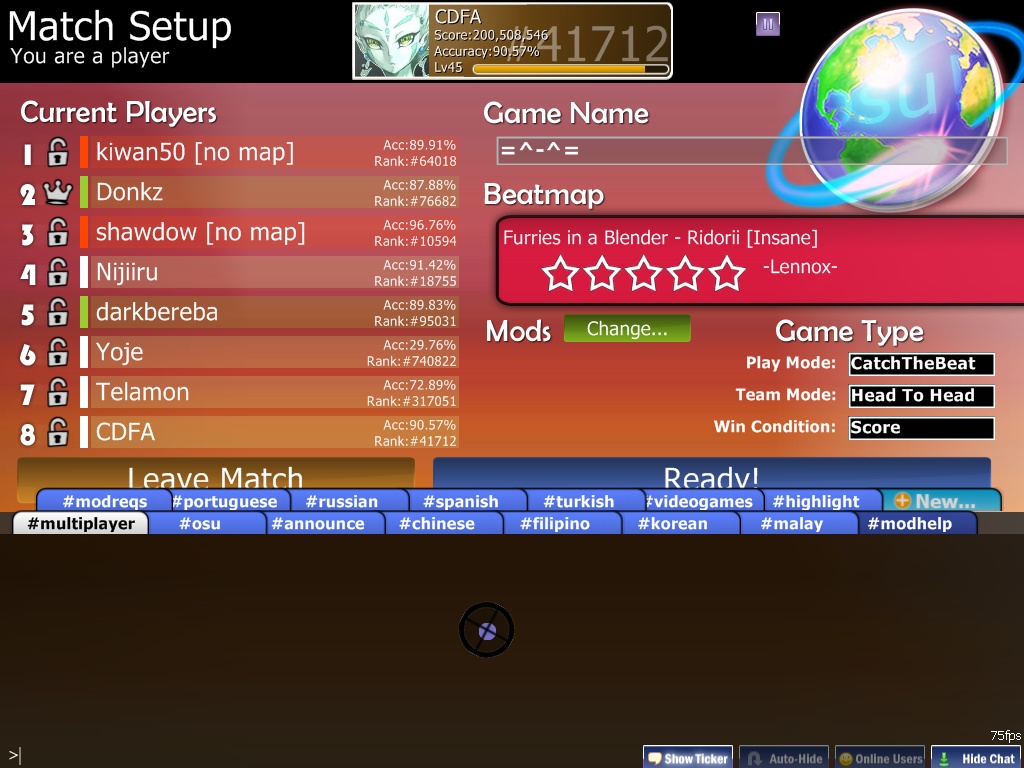 Match Setup
You are a player
CDFA
Score:200,508,546
Accuracy:90.57%
Lv45
#41712
Current Players
Game Name
=^-^=
1 kiwan50 [no map] Acc:89.91% Rank:#64018
2 Donkz Acc:87.88% Rank:#76682
3 shawdow [no map] Acc:96.76% Rank:#10594
4 Nijiiru Acc:91.42% Rank:#18755
5 darkbereba Acc:89.83% Rank:#95031
6 Yoje Acc:29.76% Rank:#740822
7 Telamon Acc:72.89% Rank:#317051
8 CDFA Acc:90.57% Rank:#41712
osu!
Beatmap
Furries in a Blender - Ridorii [Insane]
-Lennox-
Mods Change...
Game Type
Play Mode: CatchTheBeat
Team Mode: Head To Head
Win Condition: Score
Leave Match Ready!
#modreqs #portuguese #russian #spanish #turkish #videogames #highlight New...
#multiplayer #osu #announce #chinese #filipino #korean #malay #modhelp
75fps
>|
Show Ticker Auto-Hide Online Users Hide Chat